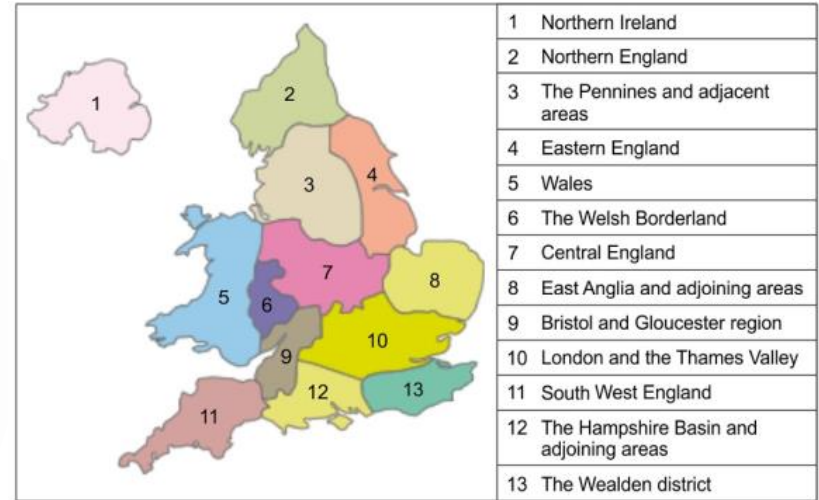 1
2
3
4
5
6
7
8
9
10
11
12
13
1 Northern Ireland
2 Northern England
3 The Pennines and adjacent
areas
4 Eastern England
5 Wales
6 The Welsh Borderland
7 Central England
8 East Anglia and adjoining areas
9 Bristol and Gloucester region
10 London and the Thames Valley
11 South West England
12 The Hampshire Basin and
adjoining areas
13 The Wealden district